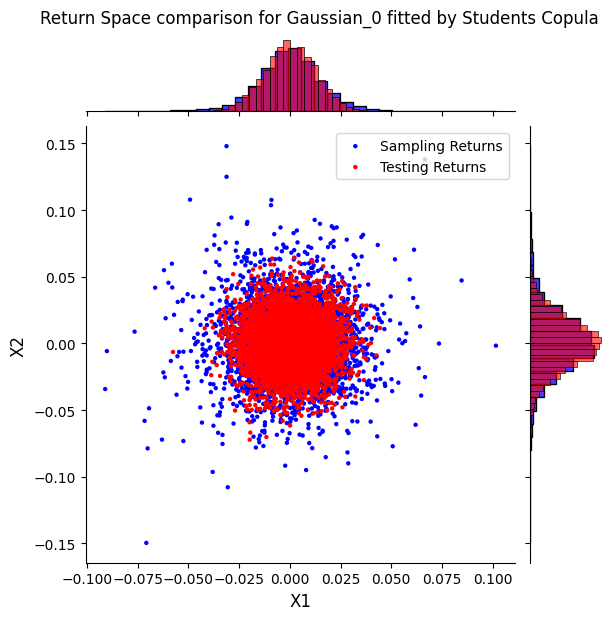 Return Space comparison for Gaussian_0 fitted by Students Copula
Sampling Returns
Testing Returns
0.15
0.10
0.05
0.00
−0.05
−0.10
−0.15
X2
−0.100 −0.075 −0.050 −0.025 0.000 0.025 0.050 0.075 0.100
X1